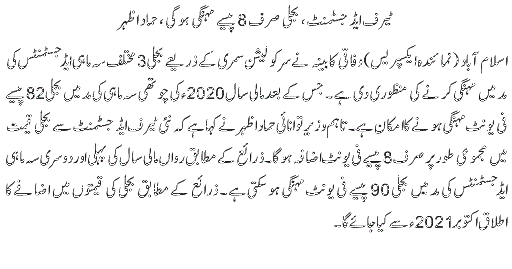 ٹیرف ایڈجسٹمنٹ، بجلی صرف 8 پیسے مہنگی ہوگی، حماد اظہر
اسلام آباد (نمائندہ ایکسپریس) وفاقی کابینہ نے سرکولیشن سمری کے ذریعے بجلی 3 مختلف سہ ماہی ایڈجسٹمنٹس کی
مد میں مہنگی کرنے کی منظوری دی ہے۔ جس کے بعد مالی سال 2020ء کی چوتھی سہ ماہی کی مد میں بجلی 82 پیسے
فی یونٹ مہنگی ہونے کا امکان ہے۔ تاہم وزیر توانائی حماد اظہر نے کہا ہے کہ نئی ٹیرف ایڈجسٹمنٹ سے بجلی قیمت
میں مجموعی طور پر صرف 8 پیسے فی یونٹ اضافہ ہوگا۔ ذرائع کے مطابق رواں مالی سال کی پہلی اور دوسری سہ ماہی
ایڈجسٹمنٹس کی مد میں بجلی 90 پیسے فی یونٹ مہنگی ہوسکتی ہے۔ ذرائع کے مطابق بجلی کی قیمتوں میں اضافے کا
اطلاق اکتوبر 2021ء سے کیا جائے گا۔